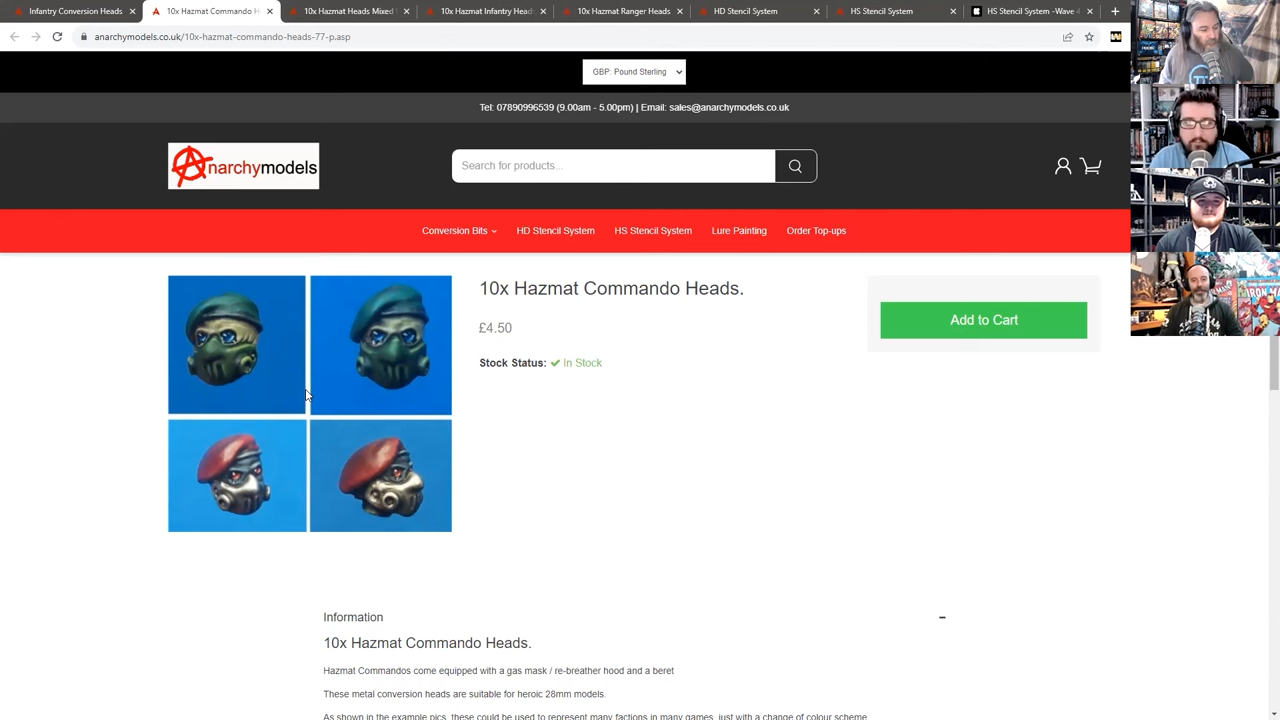 Infantry Conversion Heads
10x Hazmat Commando H
10x Hazmat Heads Mixed
10x Hazmat Infantry Head
10x Hazmat Ranger Heads
HD Stencil System
HS Stencil System
HS Stencil System -Wave
anarchymodels.co.uk/10x-hazmat-commando-heads-77-p.asp
GBP: Pound Sterling
Tel: 07890996539 (9.00am - 5.00pm) | Email: sales@anarchymodels.co.uk
Anarchymodels
Search for products...
Conversion Bits
HD Stencil System
HS Stencil System
Lure Painting
Order Top-ups
10x Hazmat Commando Heads.
£4.50
Stock Status: In Stock
Add to Cart
Information
10x Hazmat Commando Heads.
Hazmat Commandos come equipped with a gas mask / re-breather hood and a beret
These metal conversion heads are suitable for heroic 28mm models.
As shown in the example pics, these could be used to represent many factions in many games, just with a change of colour scheme
IRON M